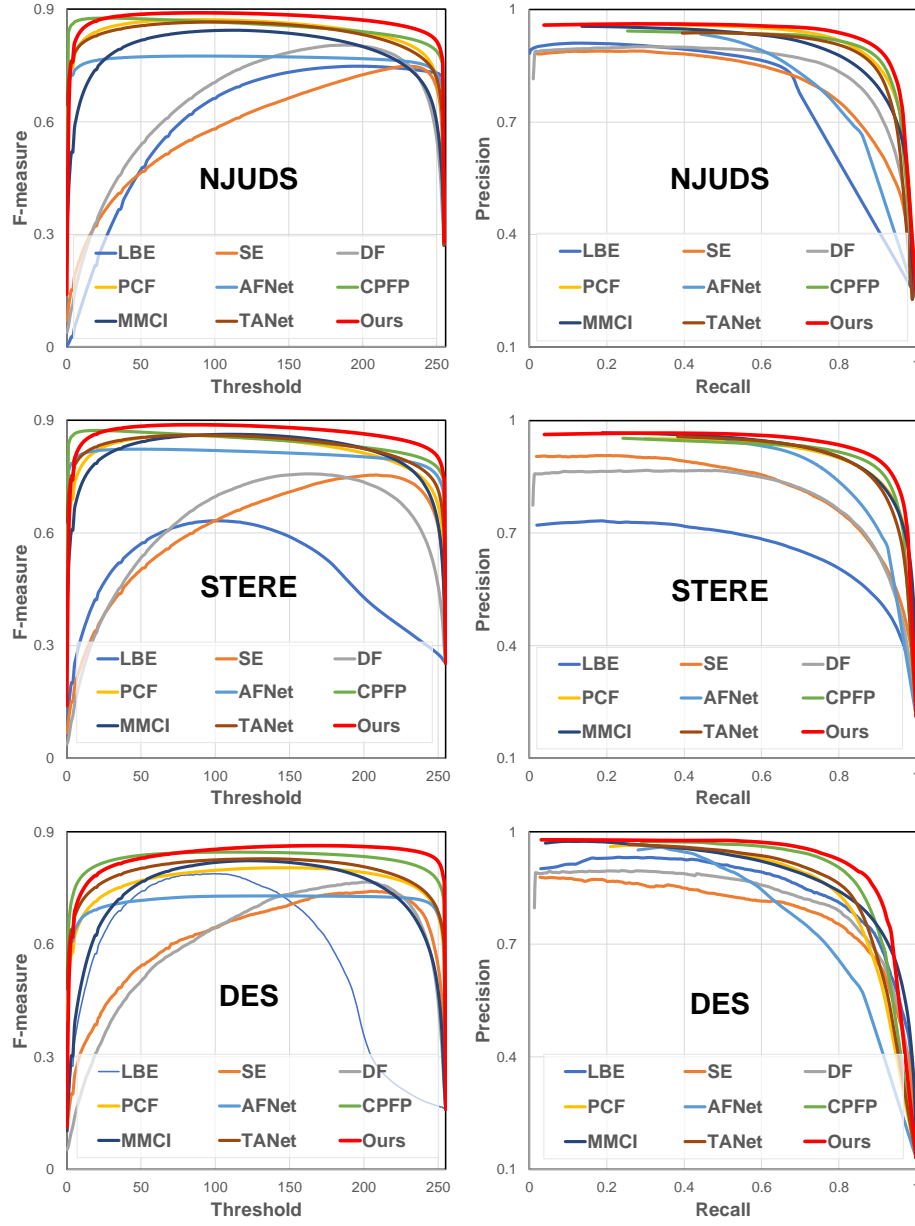 0.9
0.6
0.3
0
F-measure
NJUDS
LBE SE DF
PCF AFNet CPFP
MMCI TANet Ours
0 50 100 150 200 250
Threshold
1
0.7
0.4
0.1
Precision
NJUDS
LBE SE DF
PCF AFNet CPFP
MMCI TANet Ours
0 0.2 0.4 0.6 0.8 1
Recall
0.9
0.6
0.3
0
F-measure
STERE
LBE SE DF
PCF AFNet CPFP
MMCI TANet Ours
0 50 100 150 200 250
Threshold
1
0.7
0.4
0.1
Precision
STERE
LBE SE DF
PCF AFNet CPFP
MMCI TANet Ours
0 0.2 0.4 0.6 0.8 1
Recall
0.9
0.6
0.3
0
F-measure
DES
LBE SE DF
PCF AFNet CPFP
MMCI TANet Ours
0 50 100 150 200 250
Threshold
1
0.7
0.4
0.1
Precision
DES
LBE SE DF
PCF AFNet CPFP
MMCI TANet Ours
0 0.2 0.4 0.6 0.8 1
Recall